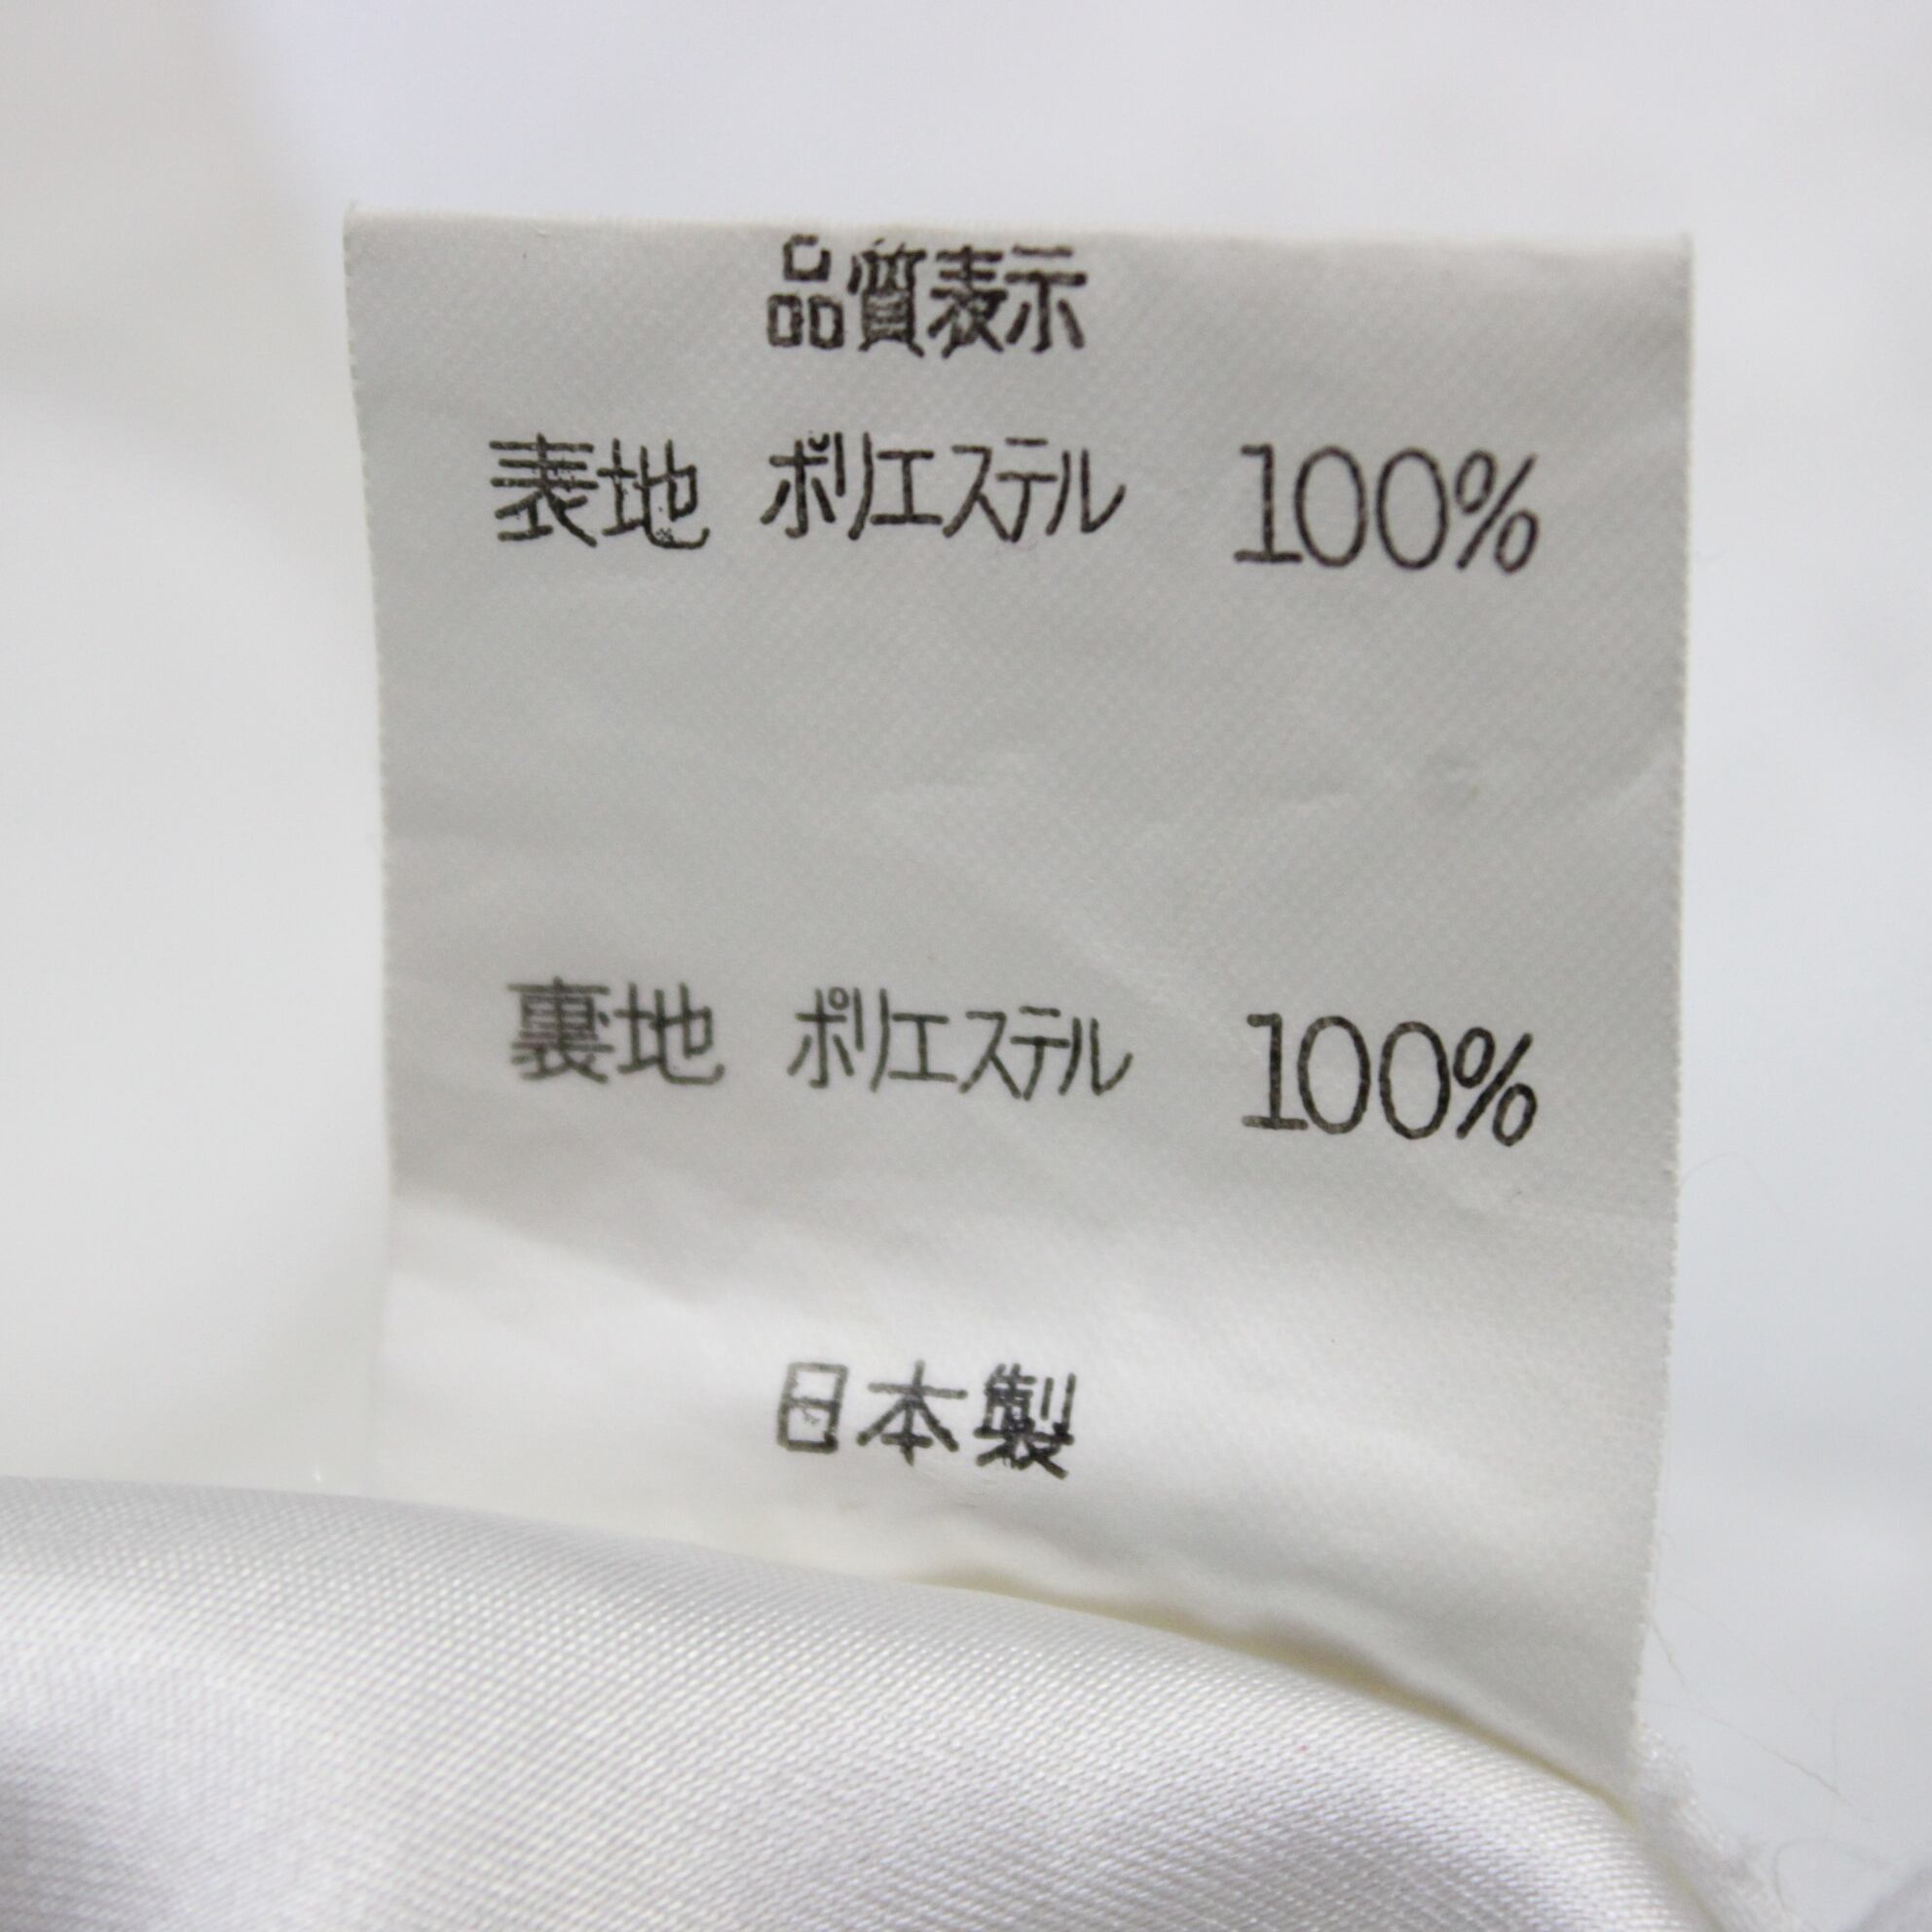 品質表示
表地 ポリエステル 100%
裏地 ポリエステル 100%
日本製